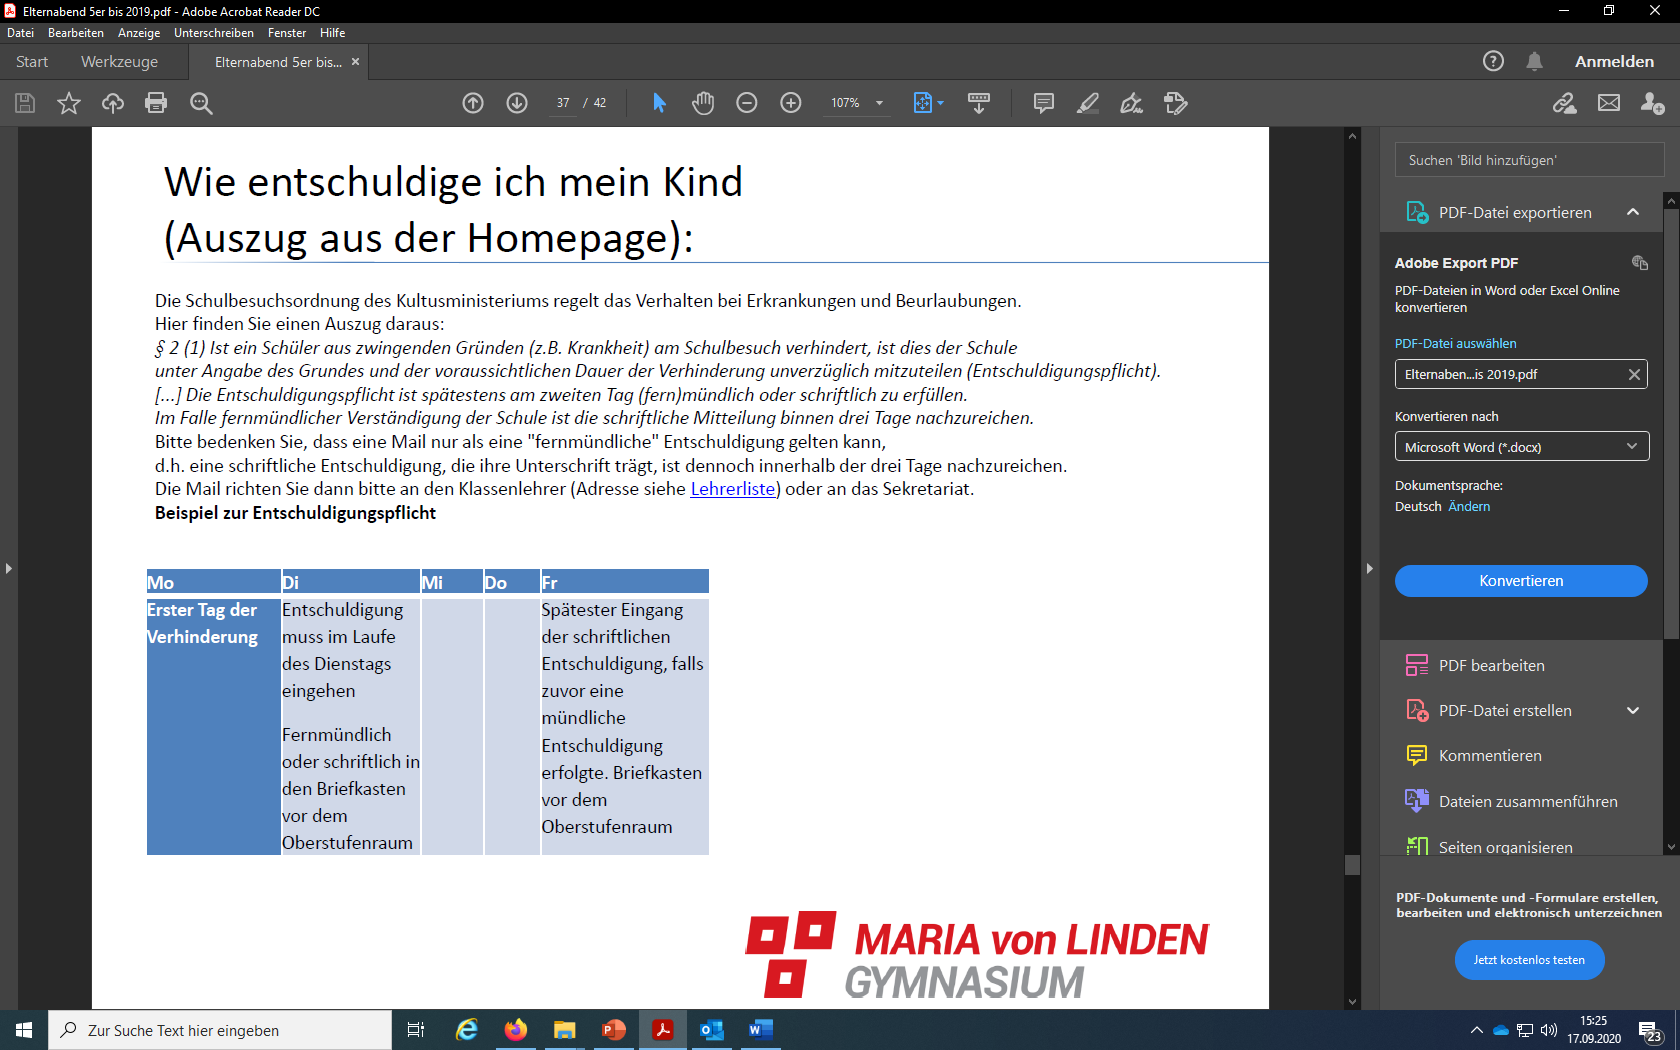 Elternabend 5er bis 2019.pdf - Adobe Acrobat Reader DC
Datei Bearbeiten Anzeige Unterschreiben Fenster Hilfe
Start Werkzeuge Elternabend 5er bis... × Anmelden
37 / 42 107%
Wie entschuldige ich mein Kind
(Auszug aus der Homepage):
Die Schulbesuchsordnung des Kultusministeriums regelt das Verhalten bei Erkrankungen und Beurlaubungen.
Hier finden Sie einen Auszug daraus:
§ 2 (1) Ist ein Schüler aus zwingenden Gründen (z.B. Krankheit) am Schulbesuch verhindert, ist dies der Schule
unter Angabe des Grundes und der voraussichtlichen Dauer der Verhinderung unverzüglich mitzuteilen (Entschuldigungspflicht).
[...] Die Entschuldigungspflicht ist spätestens am zweiten Tag (fern)mündlich oder schriftlich zu erfüllen.
Im Falle fernmündlicher Verständigung der Schule ist die schriftliche Mitteilung binnen drei Tage nachzureichen.
Bitte bedenken Sie, dass eine Mail nur als eine "fernmündliche" Entschuldigung gelten kann,
d.h. eine schriftliche Entschuldigung, die ihre Unterschrift trägt, ist dennoch innerhalb der drei Tage nachzureichen.
Die Mail richten Sie dann bitte an den Klassenlehrer (Adresse siehe Lehrerliste) oder an das Sekretariat.
Beispiel zur Entschuldigungspflicht
Mo Di Mi Do Fr
Erster Tag der
Verhinderung
Entschuldigung
muss im Laufe
des Dienstags
eingehen
Fernmündlich
oder schriftlich in
den Briefkasten
vor dem
Oberstufenraum
Spätester Eingang
der schriftlichen
Entschuldigung, falls
zuvor eine
mündliche
Entschuldigung
erfolgte. Briefkasten
vor dem
Oberstufenraum
MARIA von LINDEN
GYMNASIUM
Suchen 'Bild hinzufügen'
PDF-Datei exportieren
Adobe Export PDF
PDF-Dateien in Word oder Excel Online
konvertieren
PDF-Datei auswählen
Elternaben...is 2019.pdf
Konvertieren nach
Microsoft Word (*.docx)
Dokumentsprache:
Deutsch Ändern
Konvertieren
PDF bearbeiten
PDF-Datei erstellen
Kommentieren
Dateien zusammenführen
Seiten organisieren
PDF-Dokumente und -Formulare erstellen,
bearbeiten und elektronisch unterzeichnen
Jetzt kostenlos testen
Zur Suche Text hier eingeben
15:25
17.09.2020
23